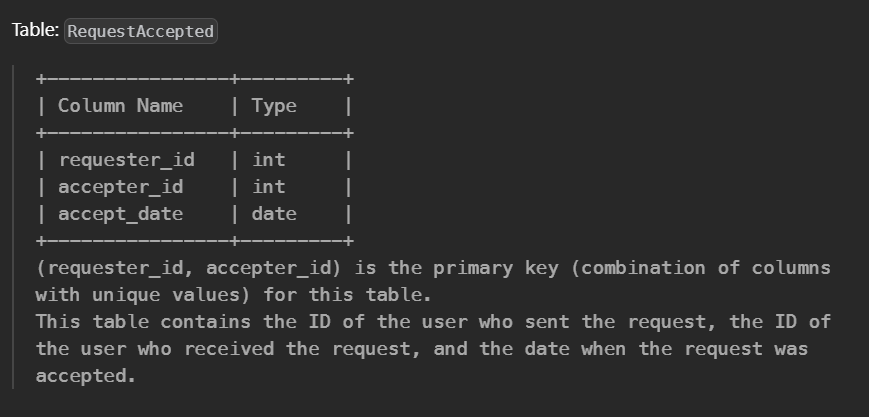 Table: RequestAccepted
+----------------+---------+
| Column Name    | Type    |
+----------------+---------+
| requester_id   | int     |
| accepter_id    | int     |
| accept_date    | date    |
+----------------+---------+
(requester_id, accepter_id) is the primary key (combination of columns
with unique values) for this table.
This table contains the ID of the user who sent the request, the ID of
the user who received the request, and the date when the request was
accepted.